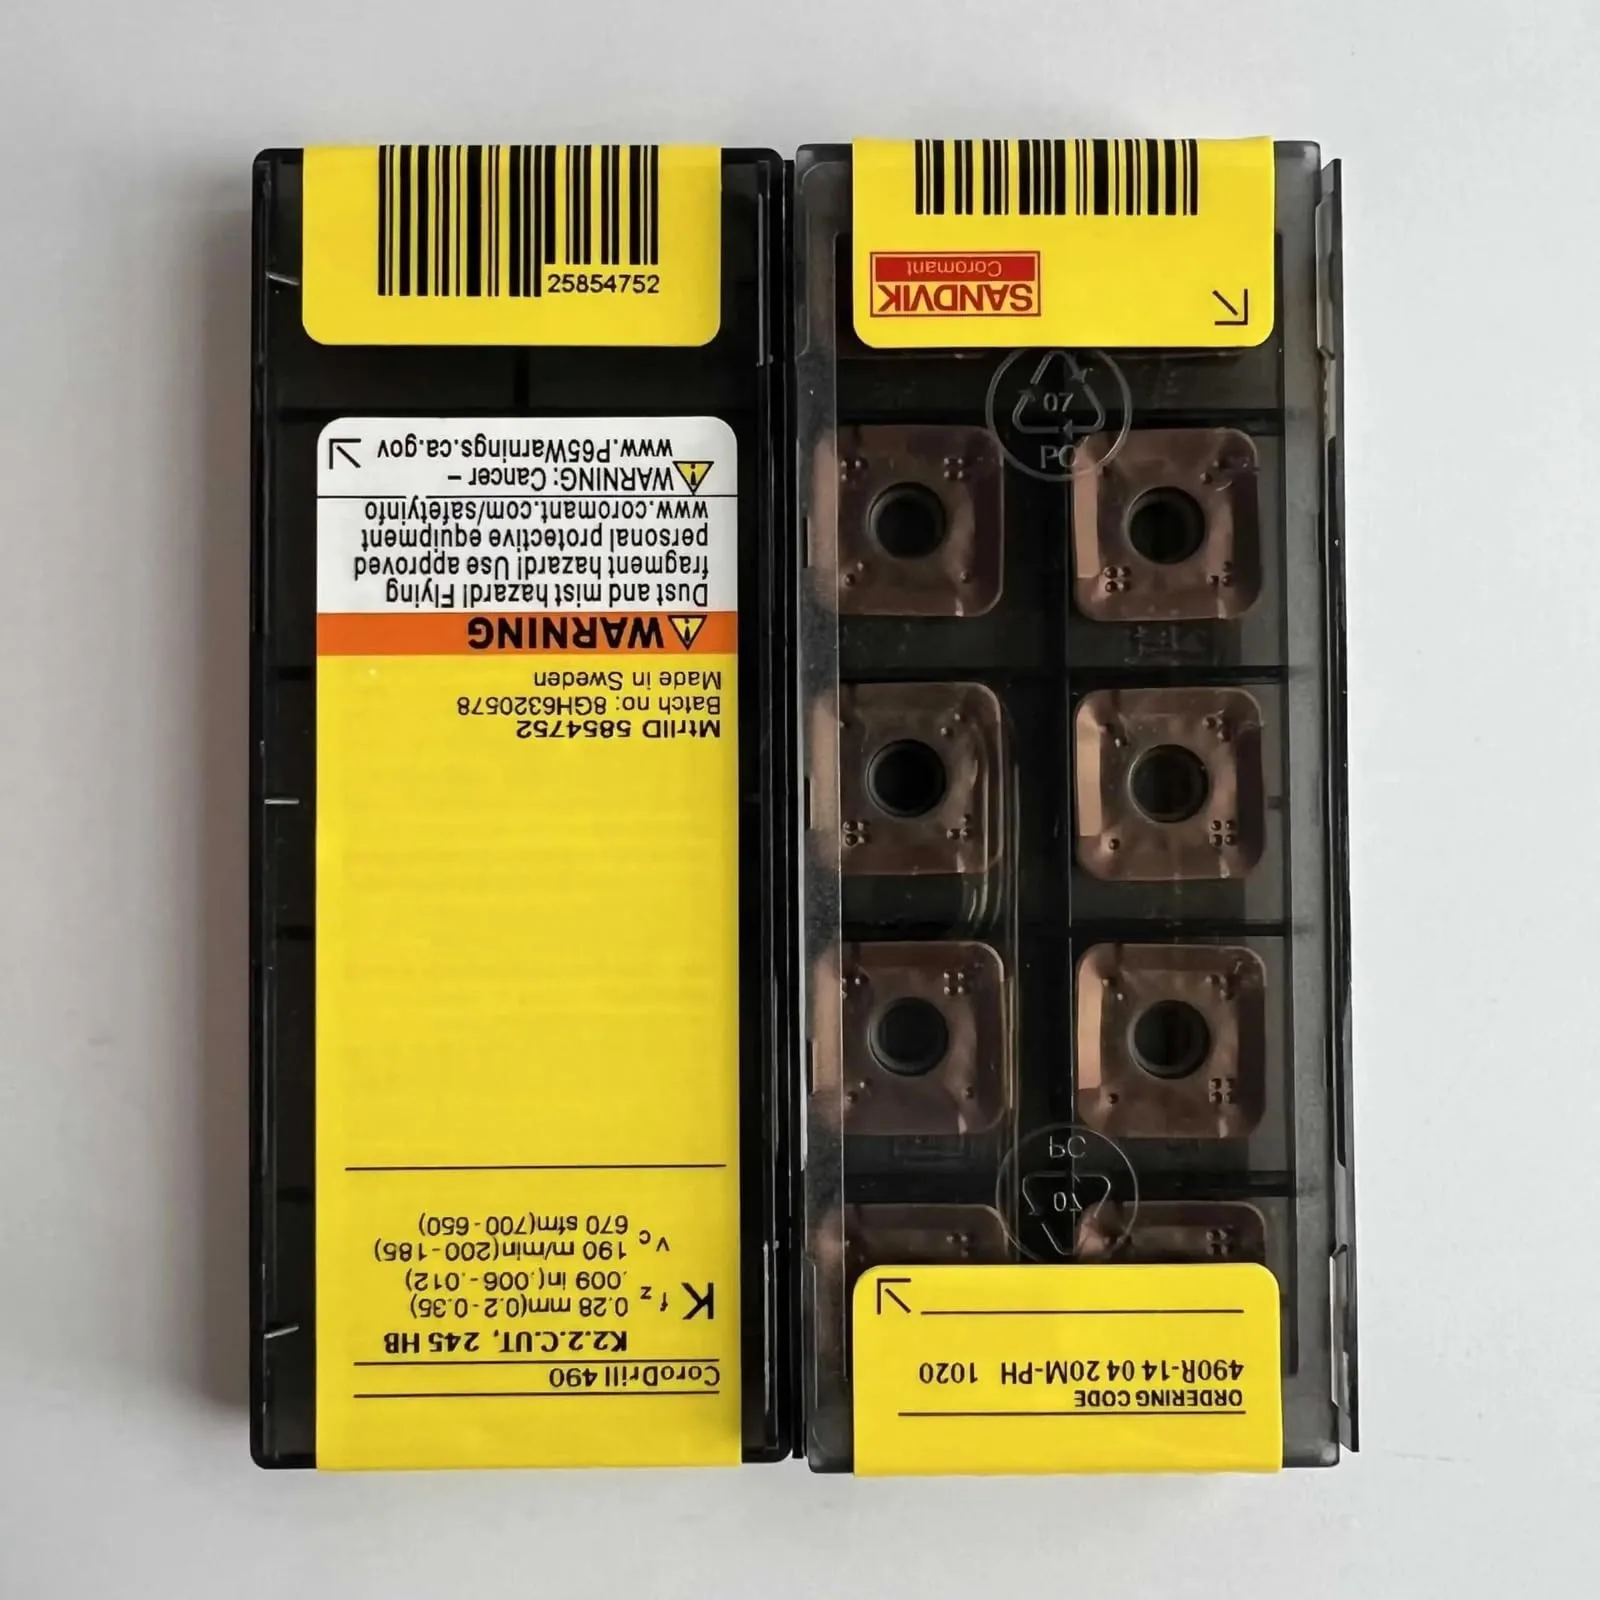 25854752
WARNING: Cancer –
www.P65Warnings.ca.gov
WARNING
Dust and mist hazard! Flying
fragment hazard! Use approved
personal protective equipment
www.coromant.com/safetyinfo
MtrlID 5854752
Batch no: 8GH6320578
Made in Sweden
CoroDrill 490
K2.2.C.UT, 245 HB
K fz 0.28 mm(0.2-0.35)
.009 in(.006-.012)
vc 190 m/min(200-185)
670 sfm(700-650)
SANDVIK
Coromant
07
PC
07
PC
ORDERING CODE
490R-14 04 20M-PH 1020